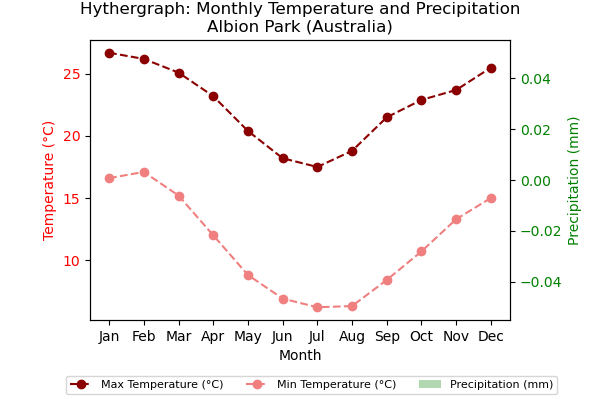 Hythergraph: Monthly Temperature and Precipitation
Albion Park (Australia)
25
20
15
10
Temperature (°C)
0.04
0.02
0.00
−0.02
−0.04
Precipitation (mm)
Jan Feb Mar Apr May Jun Jul Aug Sep Oct Nov Dec
Month
Max Temperature (°C) Min Temperature (°C) Precipitation (mm)